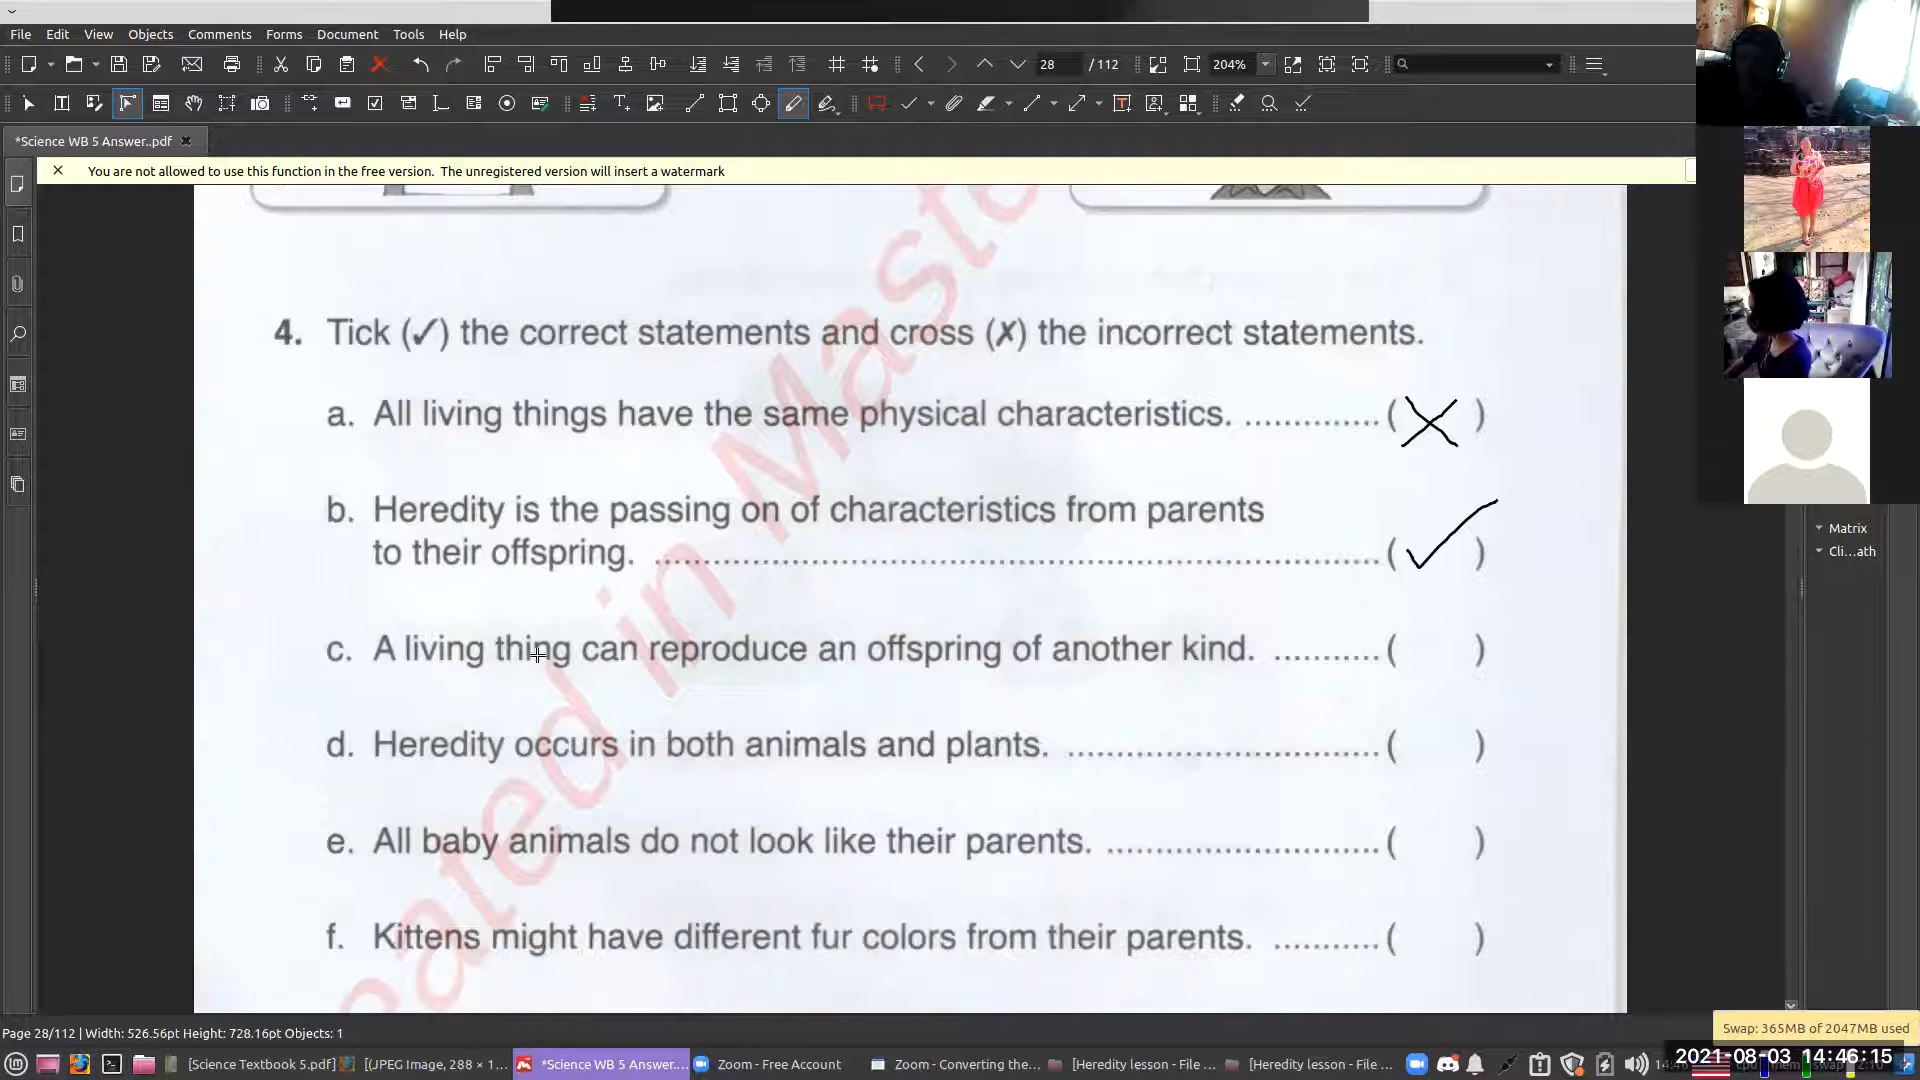 File Edit View Objects Comments Forms Document Tools Help
28 / 112 204%
*Science WB 5 Answer..pdf
You are not allowed to use this function in the free version. The unregistered version will insert a watermark
4. Tick (✓) the correct statements and cross (✗) the incorrect statements.
a. All living things have the same physical characteristics. .............. ( X )
b. Heredity is the passing on of characteristics from parents
to their offspring. .............................................................. ( ✓ )
c. A living thing can reproduce an offspring of another kind. ........... ( )
d. Heredity occurs in both animals and plants. .............................. ( )
e. All baby animals do not look like their parents. .......................... ( )
f. Kittens might have different fur colors from their parents. ........... ( )
eated in Maste
Matrix
Cli...ath
Page 28/112 | Width: 526.56pt Height: 728.16pt Objects: 1
Swap: 365MB of 2047MB used
[Science Textbook 5.pdf] [(JPEG Image, 288 × 1,... *Science WB 5 Answer.... Zoom - Free Account Zoom - Converting the... [Heredity lesson - File ... [Heredity lesson - File ...
2021-08-03 14:46:15